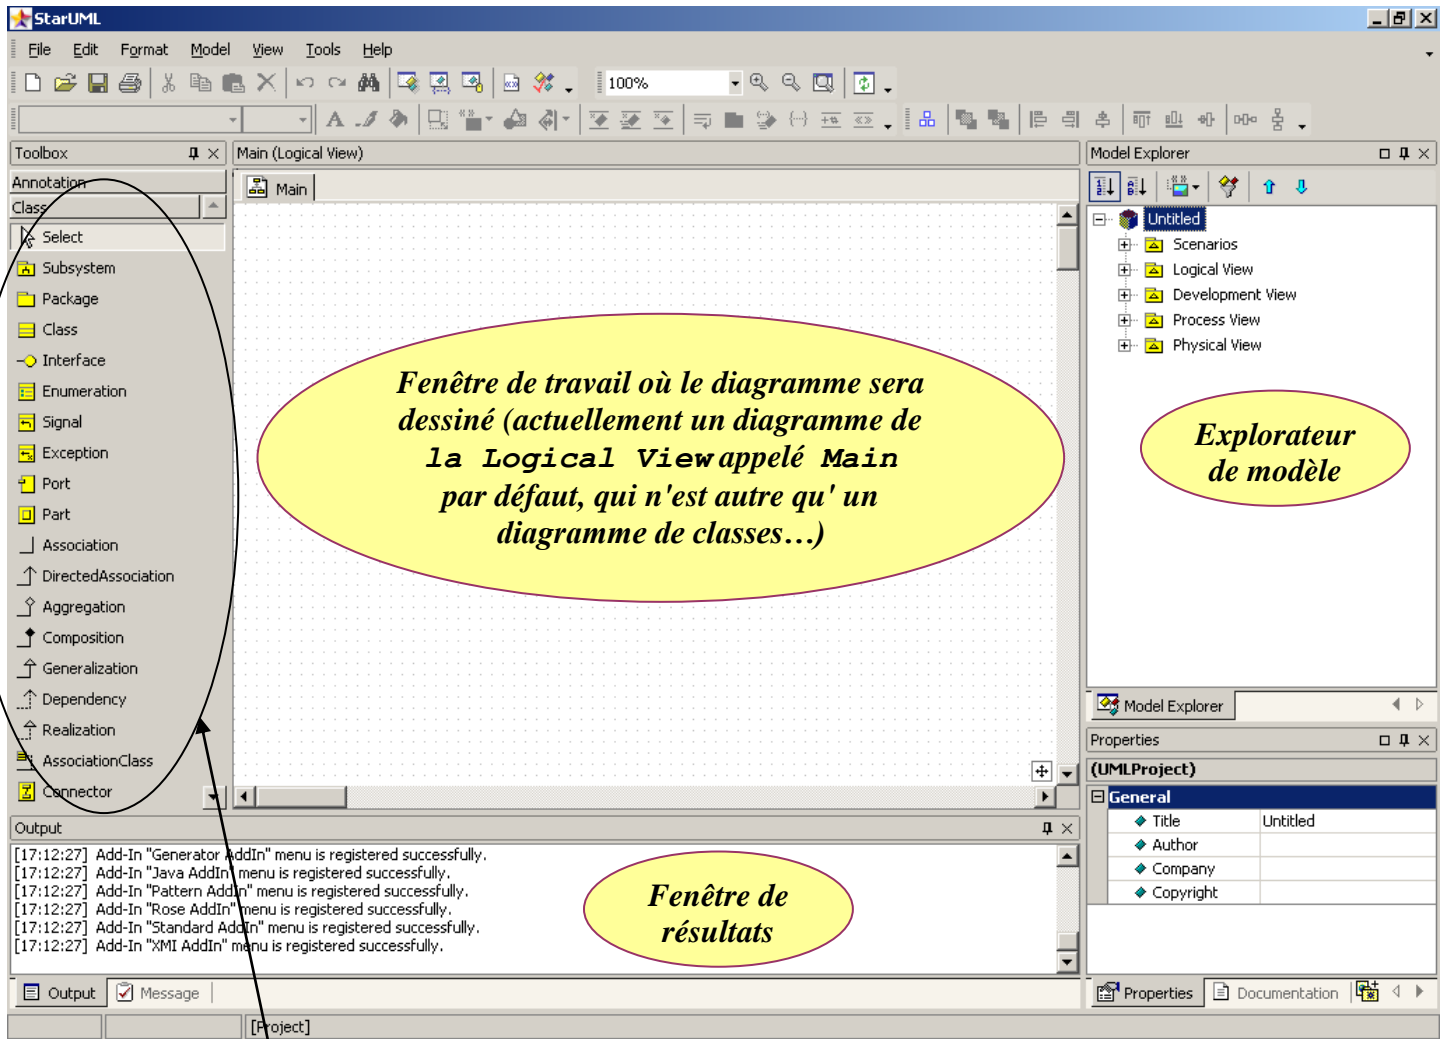 StarUML
File Edit Format Model View Tools Help
100%
Toolbox
Annotation
Class
Select
Subsystem
Package
Class
Interface
Enumeration
Signal
Exception
Port
Part
Association
DirectedAssociation
Aggregation
Composition
Generalization
Dependency
Realization
AssociationClass
Connector
Main (Logical View)
Main
Fenêtre de travail où le diagramme sera
dessiné (actuellement un diagramme de
la Logical View appelé Main
par défaut, qui n'est autre qu' un
diagramme de classes…)
Model Explorer
Untitled
Scenarios
Logical View
Development View
Process View
Physical View
Explorateur
de modèle
Model Explorer
Properties
(UMLProject)
General
Title Untitled
Author
Company
Copyright
Properties Documentation
Output
[17:12:27] Add-In "Generator AddIn" menu is registered successfully.
[17:12:27] Add-In "Java AddIn" menu is registered successfully.
[17:12:27] Add-In "Pattern AddIn" menu is registered successfully.
[17:12:27] Add-In "Rose AddIn" menu is registered successfully.
[17:12:27] Add-In "Standard AddIn" menu is registered successfully.
[17:12:27] Add-In "XMI AddIn" menu is registered successfully.
Fenêtre de
résultats
Output Message
[Project]